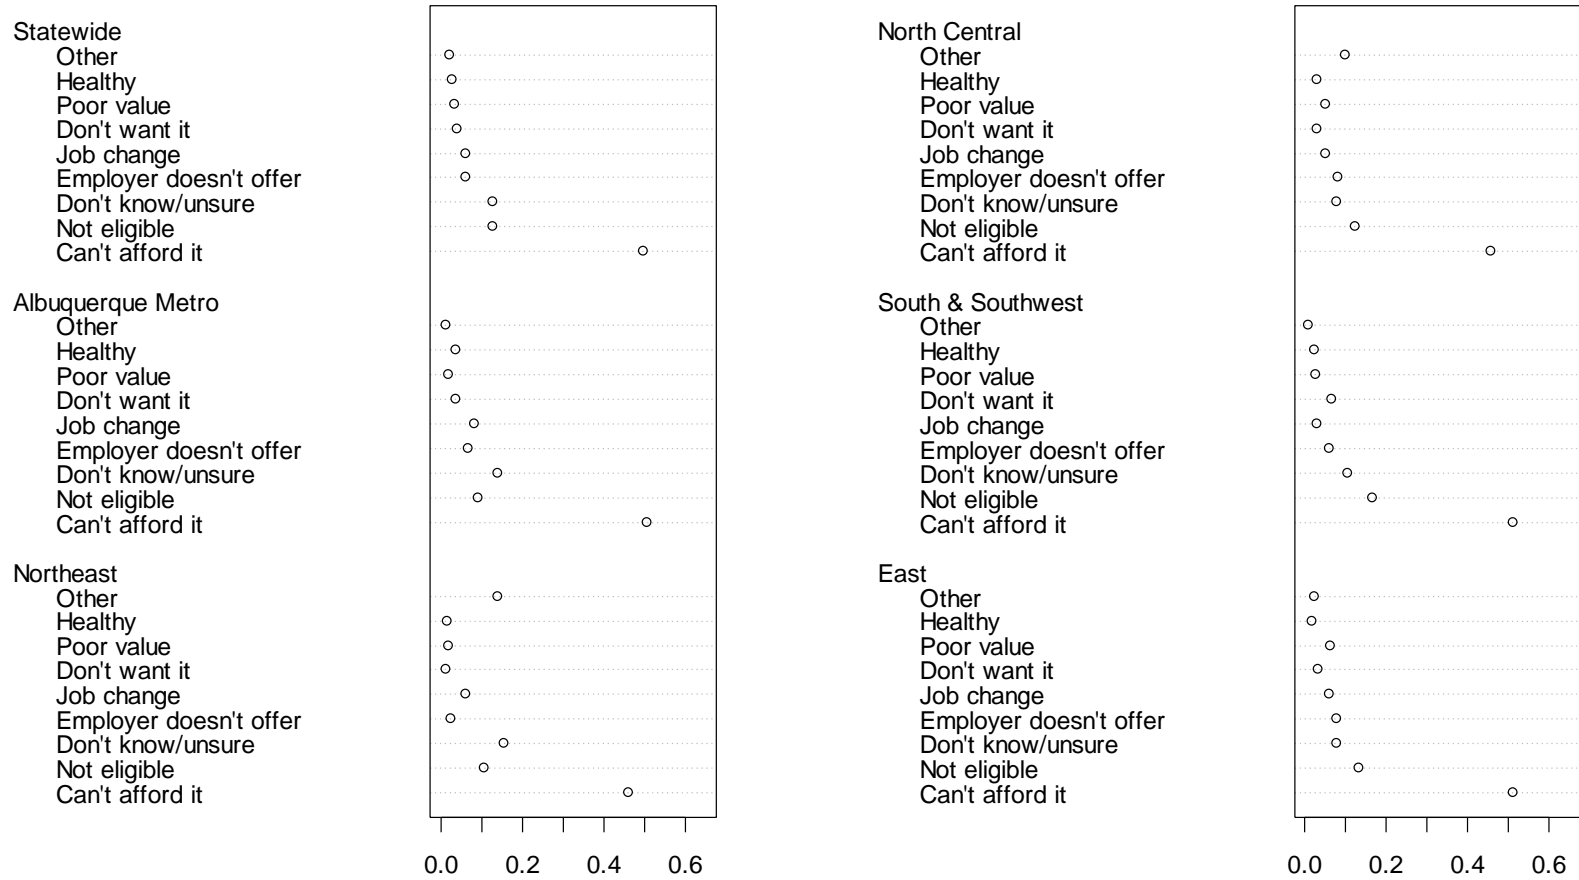 Statewide
Other
Healthy
Poor value
Don't want it
Job change
Employer doesn't offer
Don't know/unsure
Not eligible
Can't afford it
Albuquerque Metro
Other
Healthy
Poor value
Don't want it
Job change
Employer doesn't offer
Don't know/unsure
Not eligible
Can't afford it
Northeast
Other
Healthy
Poor value
Don't want it
Job change
Employer doesn't offer
Don't know/unsure
Not eligible
Can't afford it
0.0 0.2 0.4 0.6
North Central
Other
Healthy
Poor value
Don't want it
Job change
Employer doesn't offer
Don't know/unsure
Not eligible
Can't afford it
South & Southwest
Other
Healthy
Poor value
Don't want it
Job change
Employer doesn't offer
Don't know/unsure
Not eligible
Can't afford it
East
Other
Healthy
Poor value
Don't want it
Job change
Employer doesn't offer
Don't know/unsure
Not eligible
Can't afford it
0.0 0.2 0.4 0.6